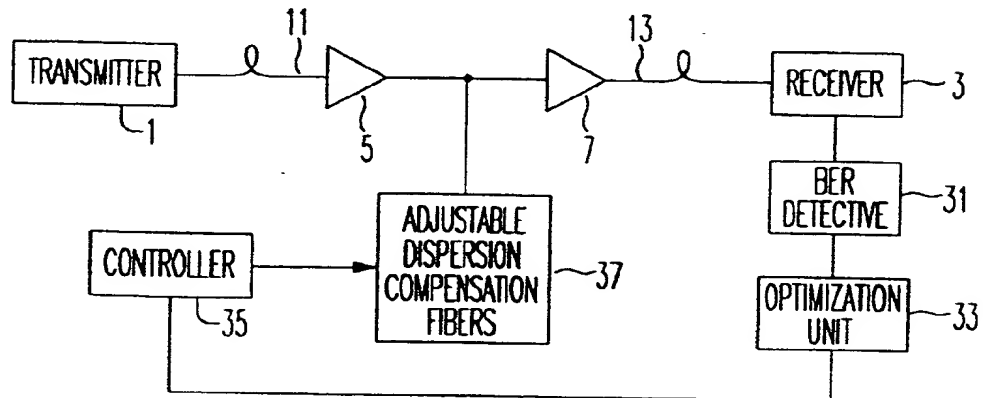 11
13
TRANSMITTER
RECEIVER
3
1
5
7
BER
DETECTIVE
31
ADJUSTABLE
DISPERSION
COMPENSATION
FIBERS
37
CONTROLLER
35
OPTIMIZATION
UNIT
33